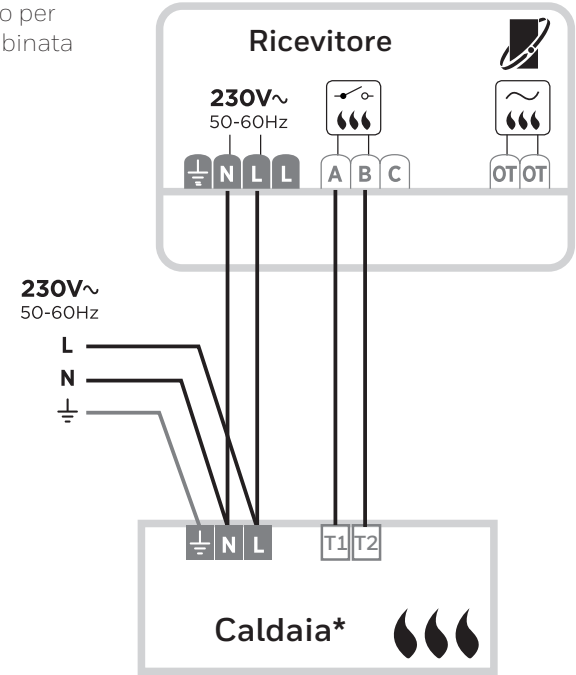 o per
binata
Ricevitore
230V~
50-60Hz
N L L A B C OT OT
230V~
50-60Hz
L
N
N L T1 T2
Caldaia*